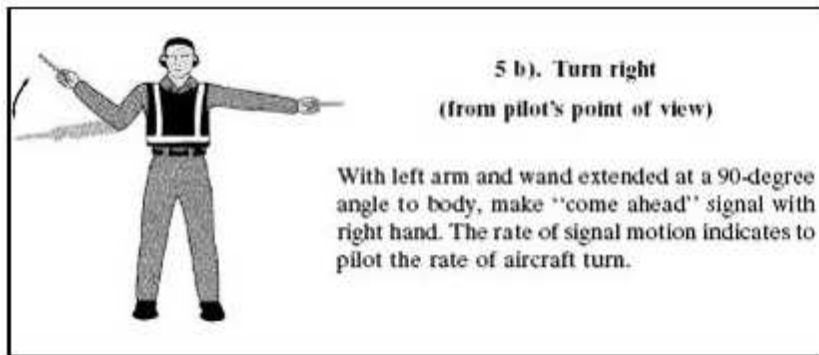 5 b). Turn right
(from pilot's point of view)
With left arm and wand extended at a 90-degree
angle to body, make "come ahead" signal with
right hand. The rate of signal motion indicates to
pilot the rate of aircraft turn.